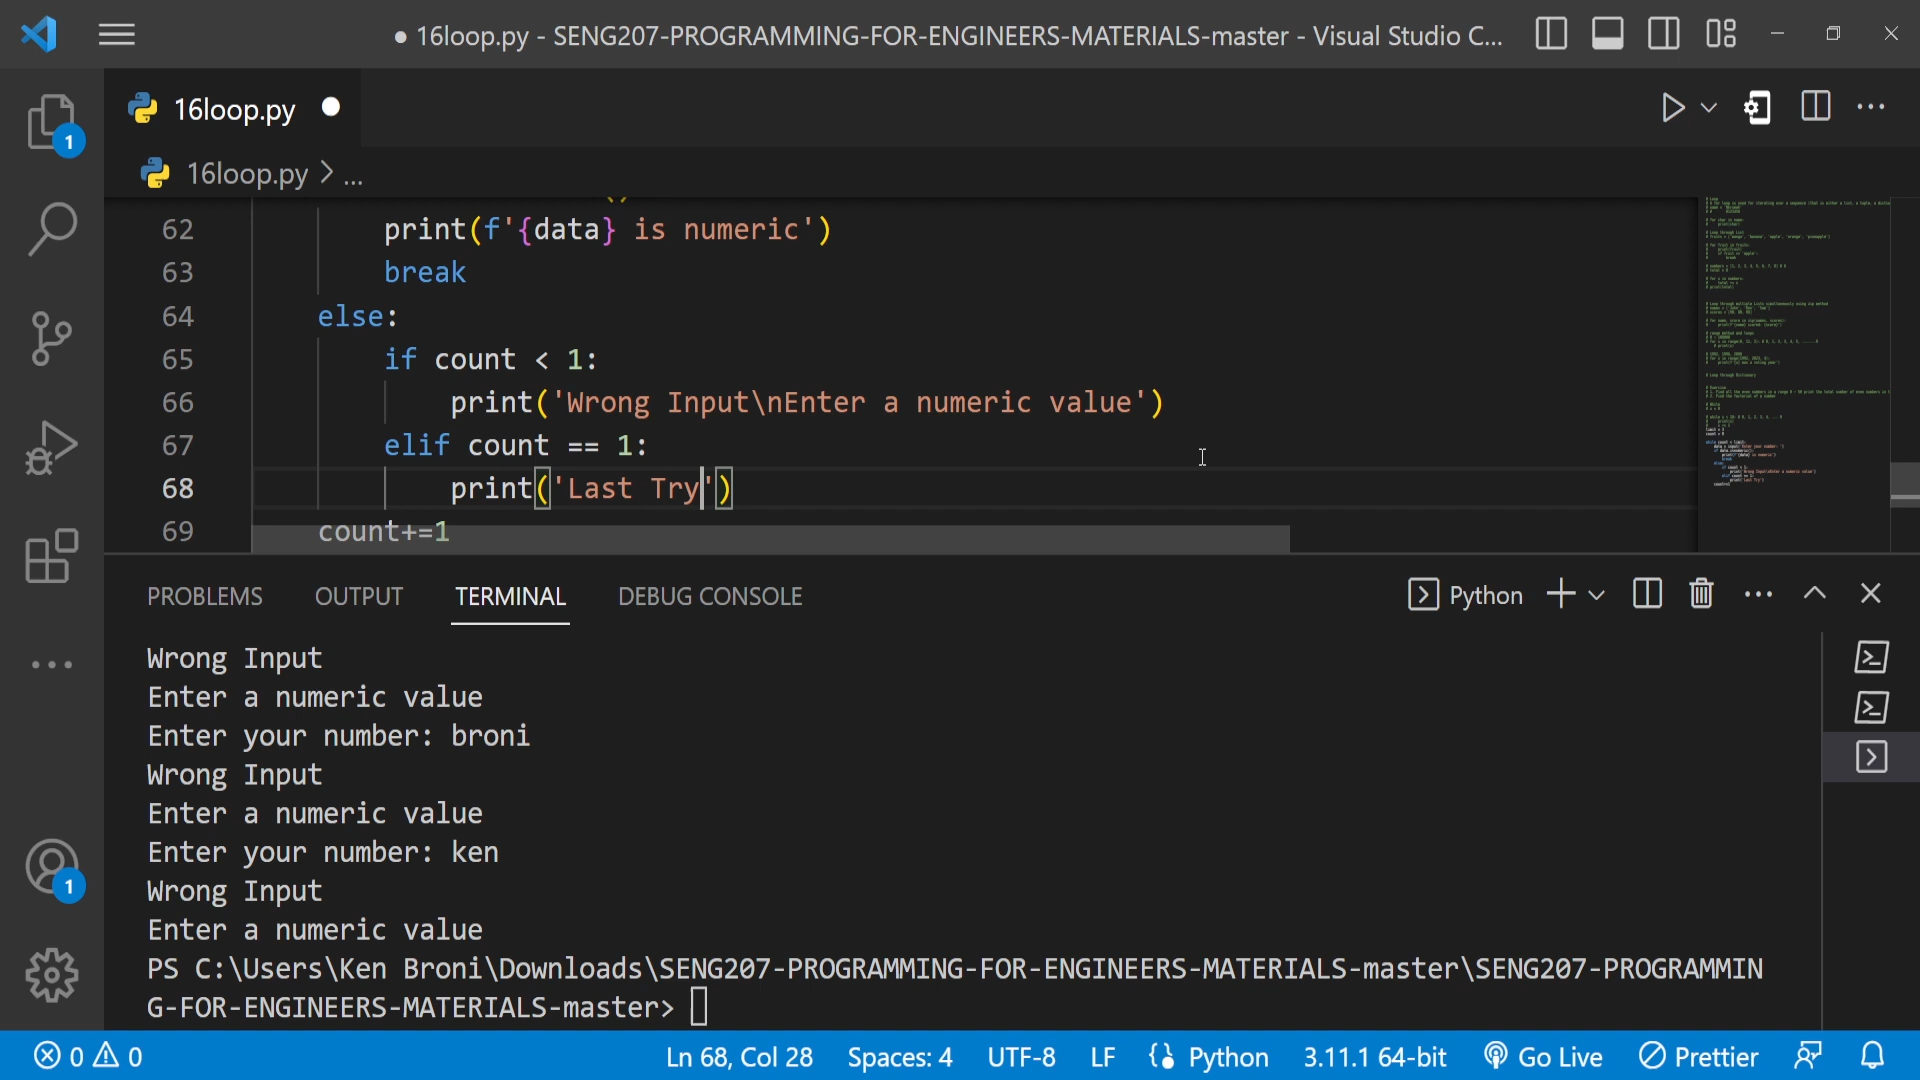 ● 16loop.py - SENG207-PROGRAMMING-FOR-ENGINEERS-MATERIALS-master - Visual Studio C...
16loop.py
16loop.py > ...
62 print(f'{data} is numeric')
63 break
64 else:
65 if count < 1:
66 print('Wrong Input\nEnter a numeric value')
67 elif count == 1:
68 print('Last Try')
69 count+=1
PROBLEMS OUTPUT TERMINAL DEBUG CONSOLE Python
Wrong Input
Enter a numeric value
Enter your number: broni
Wrong Input
Enter a numeric value
Enter your number: ken
Wrong Input
Enter a numeric value
PS C:\Users\Ken Broni\Downloads\SENG207-PROGRAMMING-FOR-ENGINEERS-MATERIALS-master\SENG207-PROGRAMMIN
G-FOR-ENGINEERS-MATERIALS-master>
1
1
0 0 Ln 68, Col 28 Spaces: 4 UTF-8 LF Python 3.11.1 64-bit Go Live Prettier